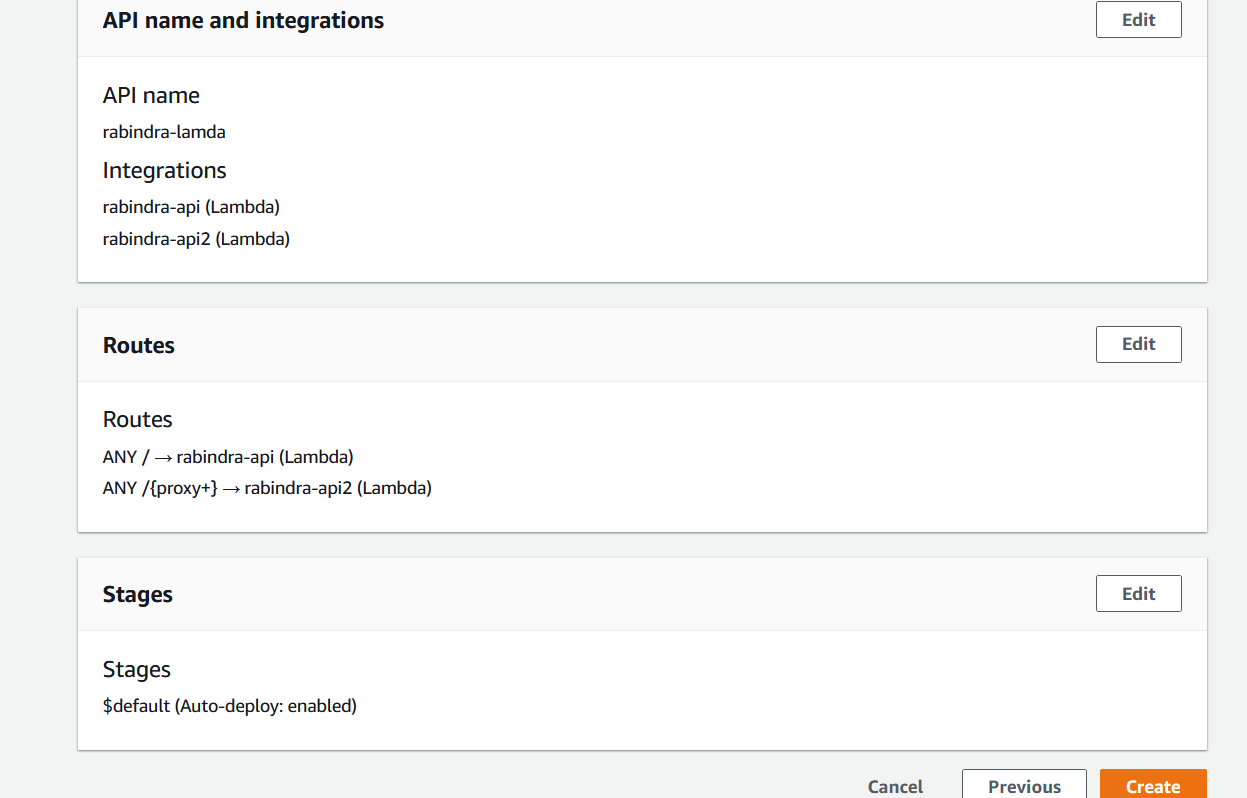 API name and integrations
Edit
API name
rabindra-lamda
Integrations
rabindra-api (Lambda)
rabindra-api2 (Lambda)
Routes
Edit
Routes
ANY / → rabindra-api (Lambda)
ANY /{proxy+} → rabindra-api2 (Lambda)
Stages
Edit
Stages
$default (Auto-deploy: enabled)
Cancel
Previous
Create